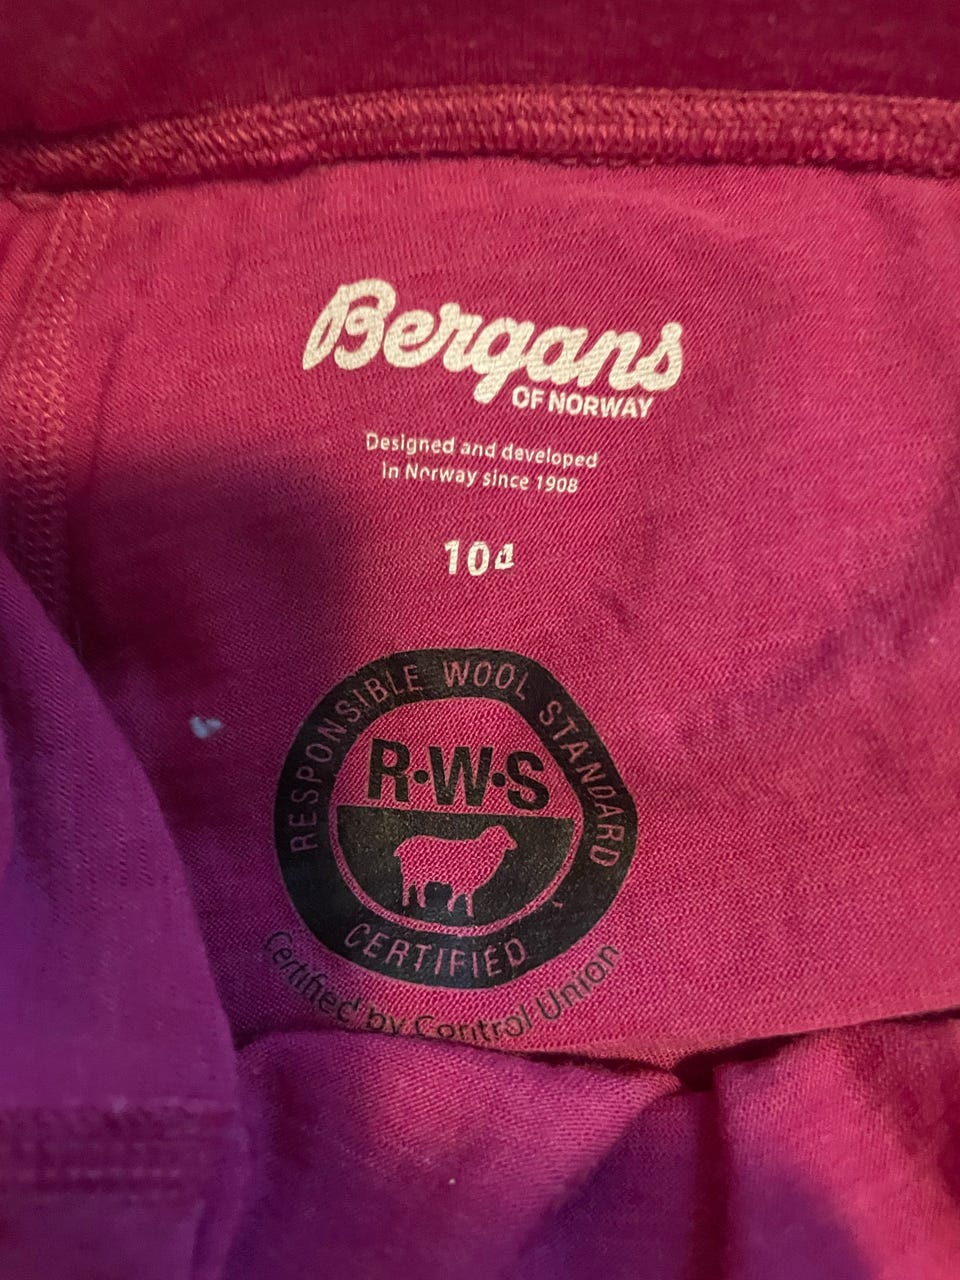 Bergans
OF NORWAY
Designed and developed
in Norway since 1908
104
RESPONSIBLE WOOL STANDARD
R·W·S
CERTIFIED
Certified by Control Union